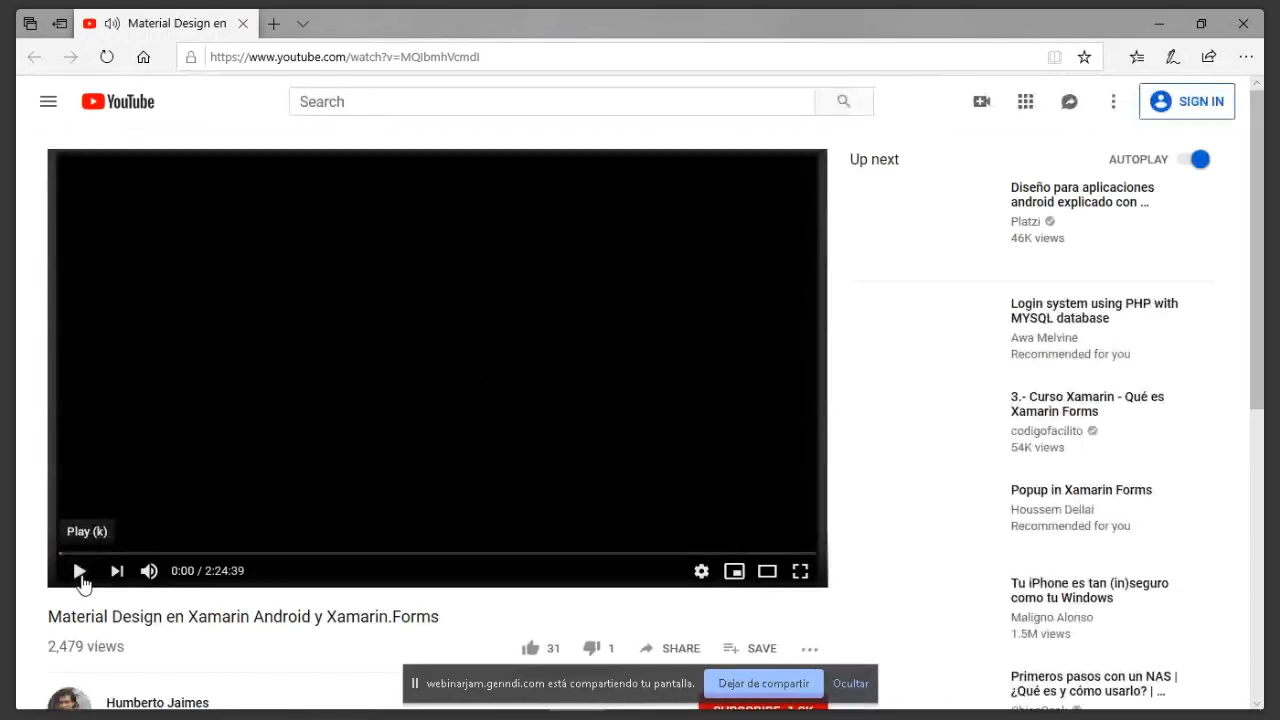 Material Design en
https://www.youtube.com/watch?v=MQIbmhVcmdI
YouTube
Search
SIGN IN
Up next
AUTOPLAY
Diseño para aplicaciones
android explicado con ...
Platzi
46K views
Login system using PHP with
MYSQL database
Awa Melvine
Recommended for you
3.- Curso Xamarin - Qué es
Xamarin Forms
codigofacilito
54K views
Popup in Xamarin Forms
Houssem Dellai
Recommended for you
Play (k)
0:00 / 2:24:39
Tu iPhone es tan (in)seguro
como tu Windows
Maligno Alonso
1.5M views
Material Design en Xamarin Android y Xamarin.Forms
2,479 views
31
1
SHARE
SAVE
webinarjam.genndi.com está compartiendo tu pantalla.
Dejar de compartir
Ocultar
Primeros pasos con un NAS |
¿Qué es y cómo usarlo? | ...
Humberto Jaimes